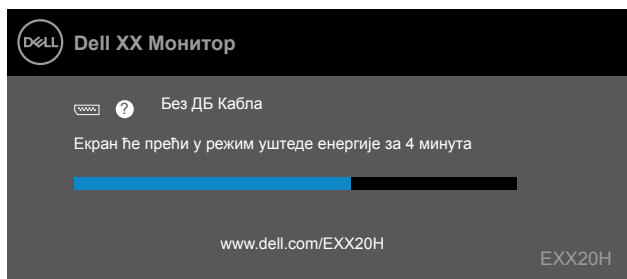 DELL Dell XX Монитор
? Без ДБ Кабла
Екран ће прећи у режим уштеде енергије за 4 минута
www.dell.com/EXX20H
EXX20H